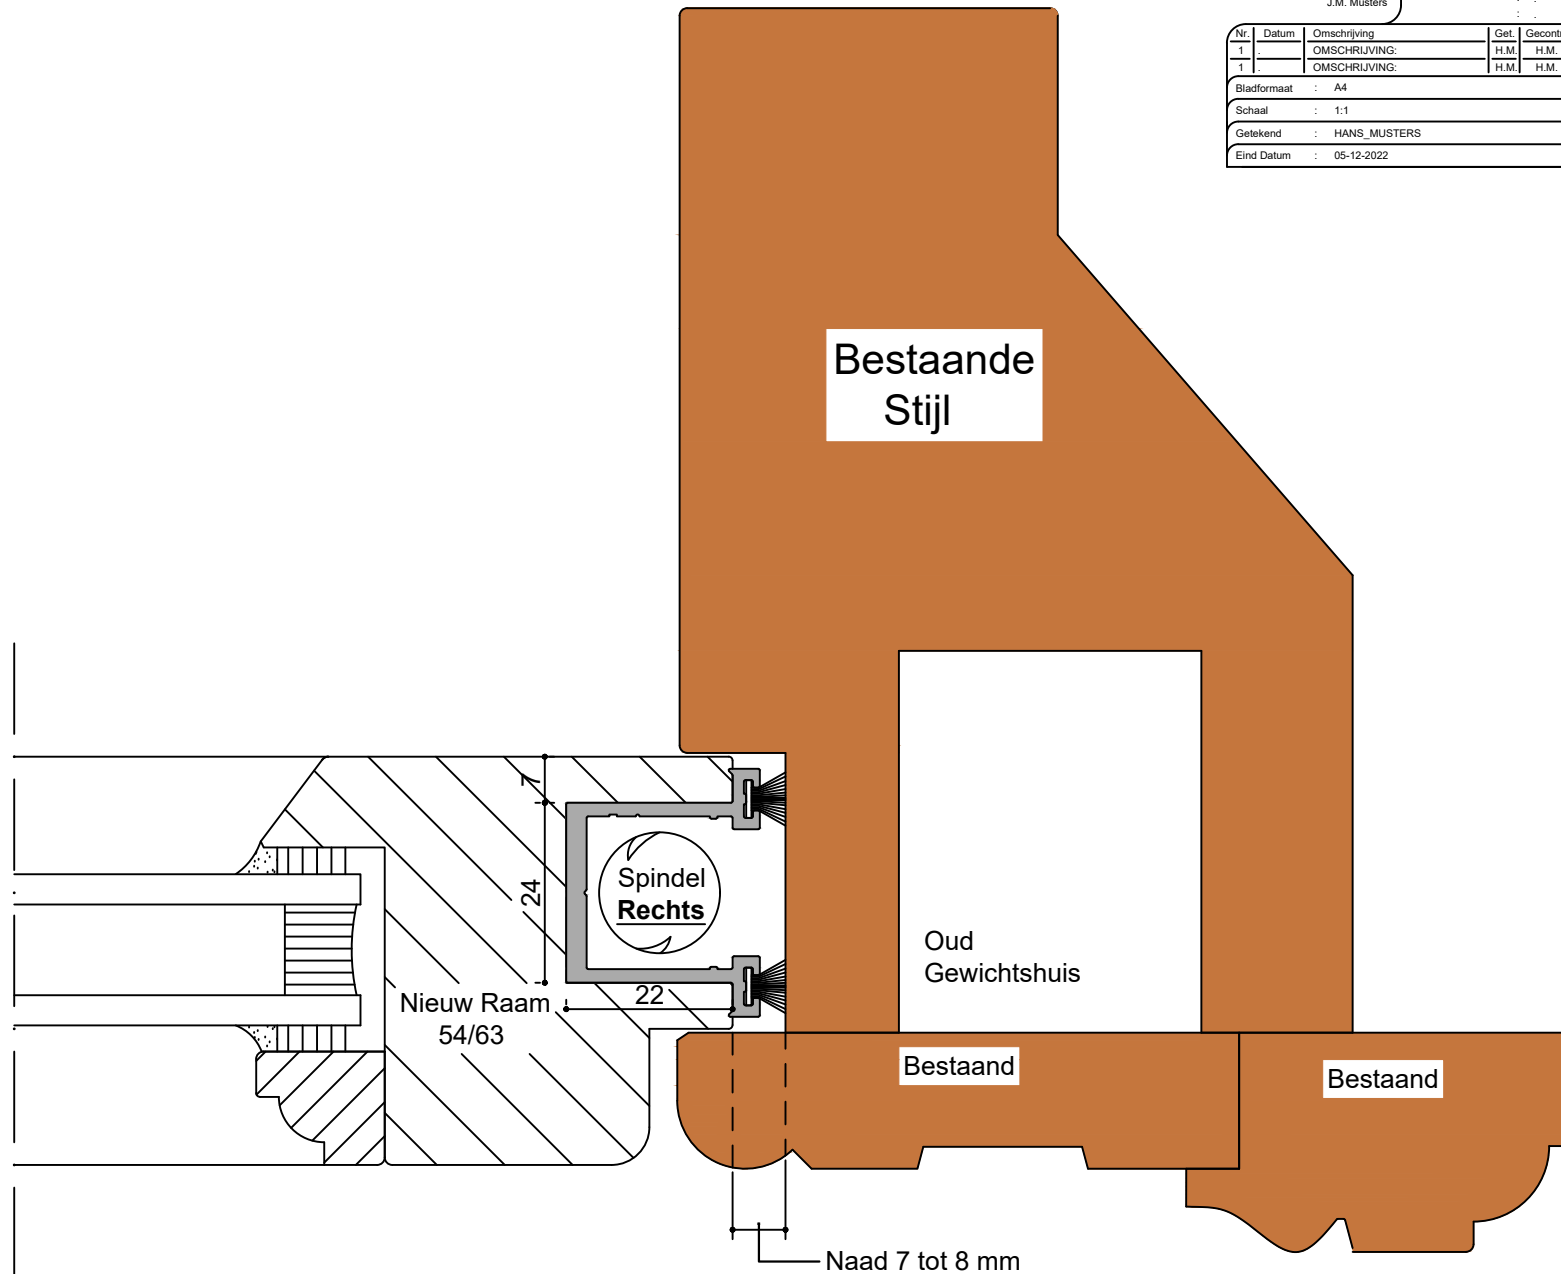 J.M. Musters
Nr. Datum Omschrijving Get. Gecontr
1 . OMSCHRIJVING: H.M. H.M.
1 . OMSCHRIJVING: H.M. H.M.
Bladformaat : A4
Schaal : 1:1
Getekend : HANS_MUSTERS
Eind Datum : 05-12-2022
Bestaande
Stijl
7
24
Spindel
Rechts
22
Nieuw Raam
54/63
Oud
Gewichtshuis
Bestaand
Bestaand
Naad 7 tot 8 mm